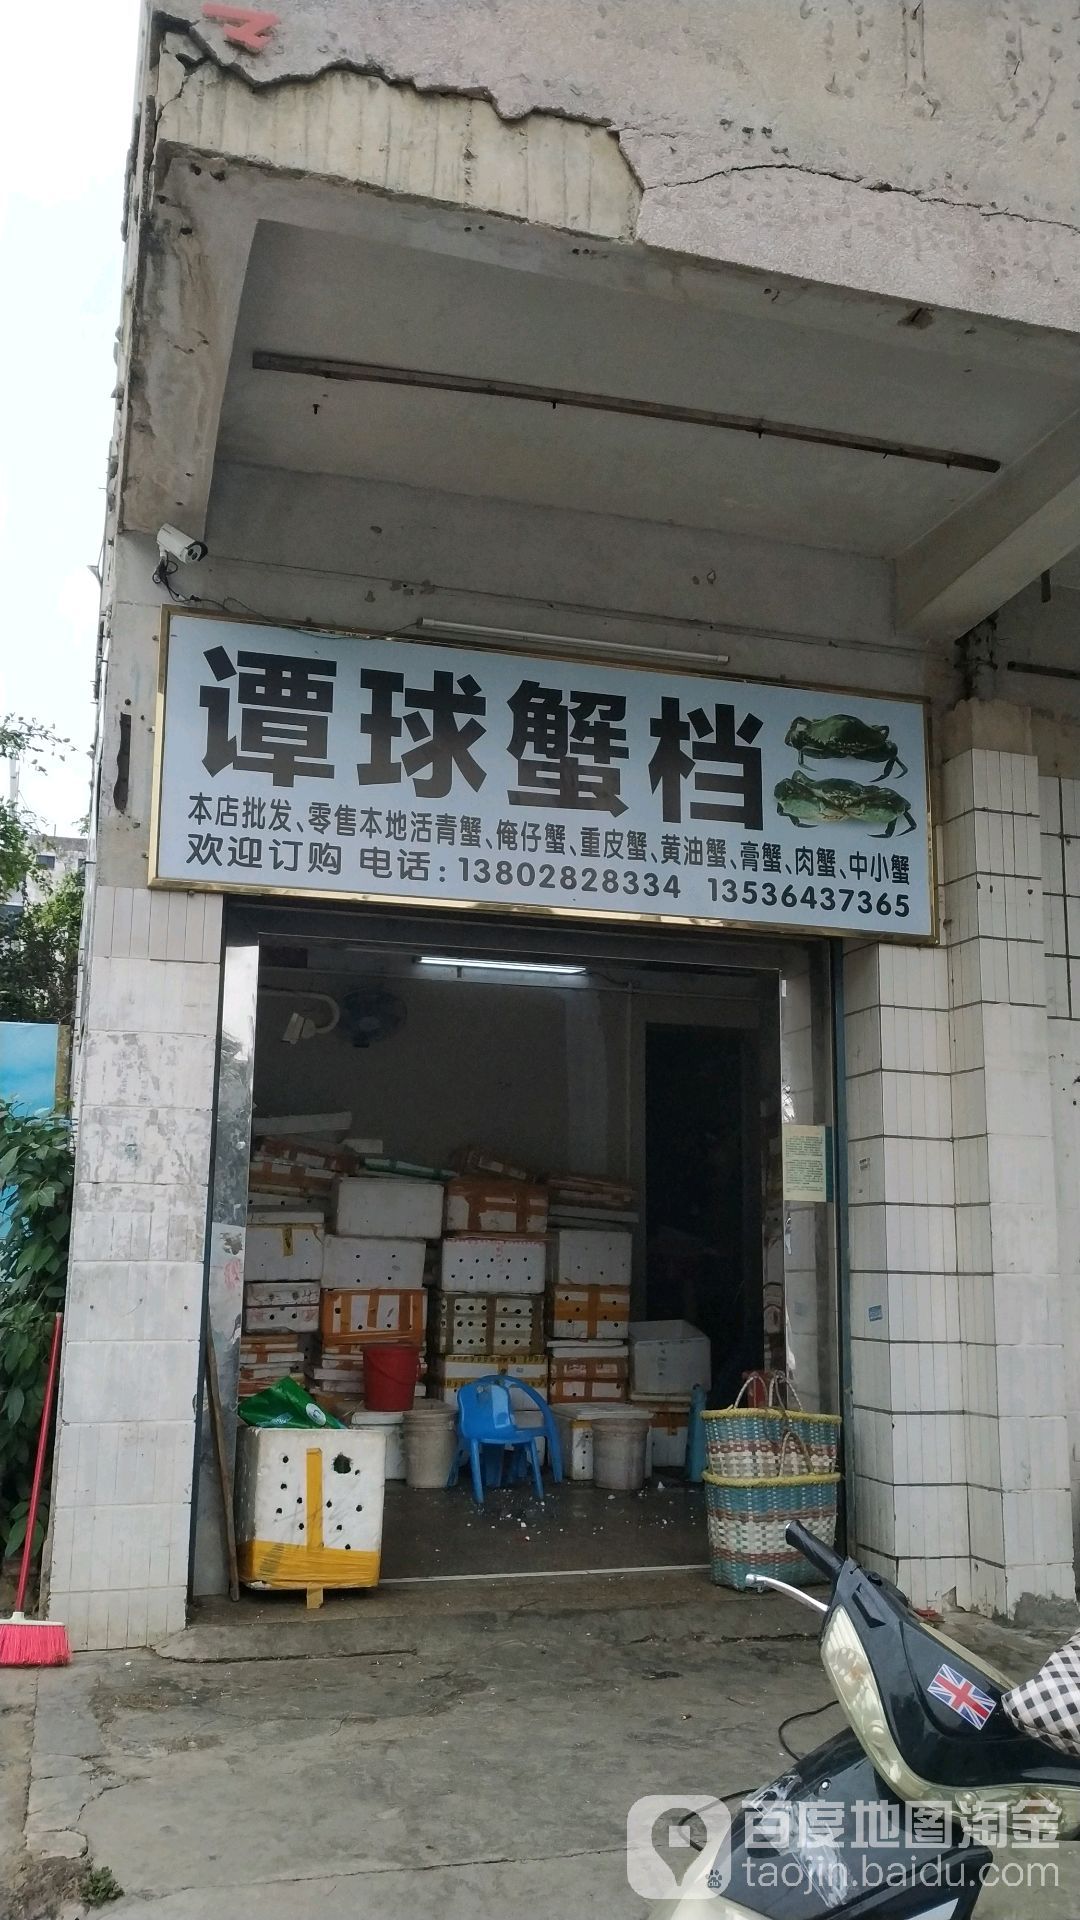 谭球蟹档
本店批发、零售本地活青蟹、俺仔蟹、重皮蟹、黄油蟹、膏蟹、肉蟹、中小蟹
欢迎订购 电话:13802828334 13536437365
百度地图淘金
taojin.baidu.com